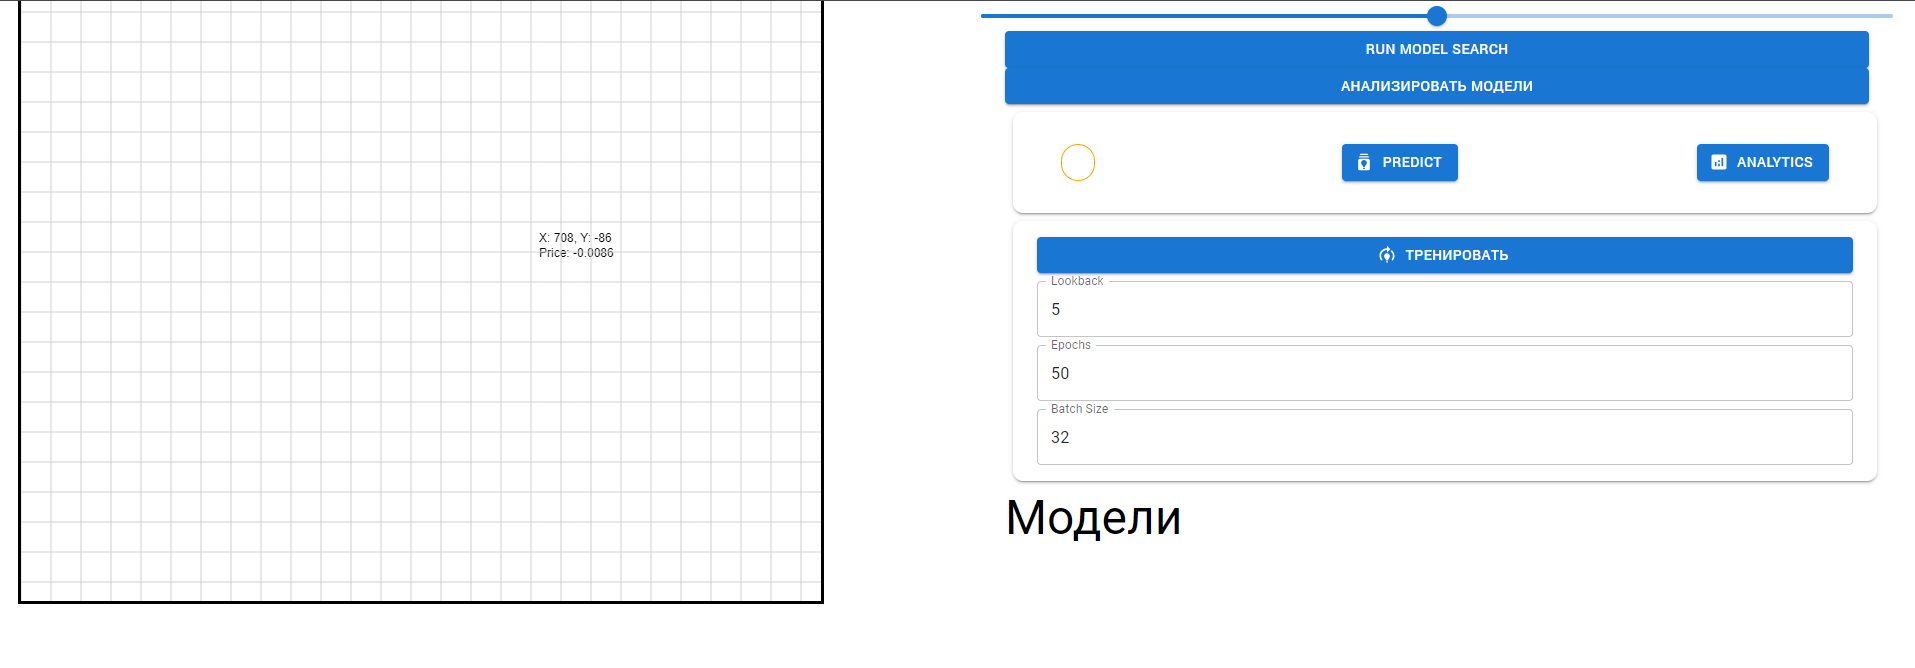 X: 708, Y: -86
Price: -0.0086
RUN MODEL SEARCH
АНАЛИЗИРОВАТЬ МОДЕЛИ
PREDICT
ANALYTICS
ТРЕНИРОВАТЬ
Lookback
5
Epochs
50
Batch Size
32
Модели